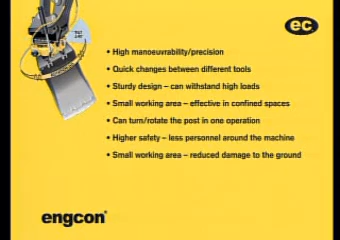 ec
• High manoeuvrability/precision
• Quick changes between different tools
• Sturdy design – can withstand high loads
• Small working area – effective in confined spaces
• Can turn/rotate the post in one operation
• Higher safety – less personnel around the machine
• Small working area – reduced damage to the ground
engcon®